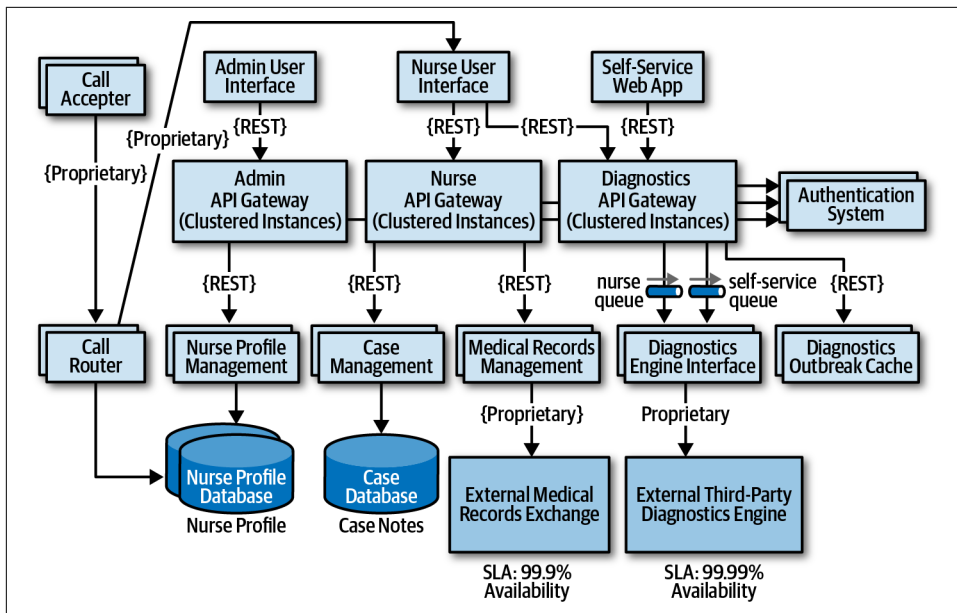 Call
Accepter
Admin User
Interface
Nurse User
Interface
Self-Service
Web App
{Proprietary}
{REST}
{Proprietary}
{REST}
{REST}
{REST}
Admin
API Gateway
(Clustered Instances)
Nurse
API Gateway
(Clustered Instances)
Diagnostics
API Gateway
(Clustered Instances)
Authentication
System
{REST}
{REST}
{REST}
nurse
queue
self-service
queue
{REST}
Call
Router
Nurse Profile
Management
Case
Management
Medical Records
Management
Diagnostics
Engine Interface
Diagnostics
Outbreak Cache
{Proprietary}
Proprietary
Nurse Profile
Database
Nurse Profile
Case
Database
Case Notes
External Medical
Records Exchange
External Third-Party
Diagnostics Engine
SLA: 99.9%
Availability
SLA: 99.99%
Availability